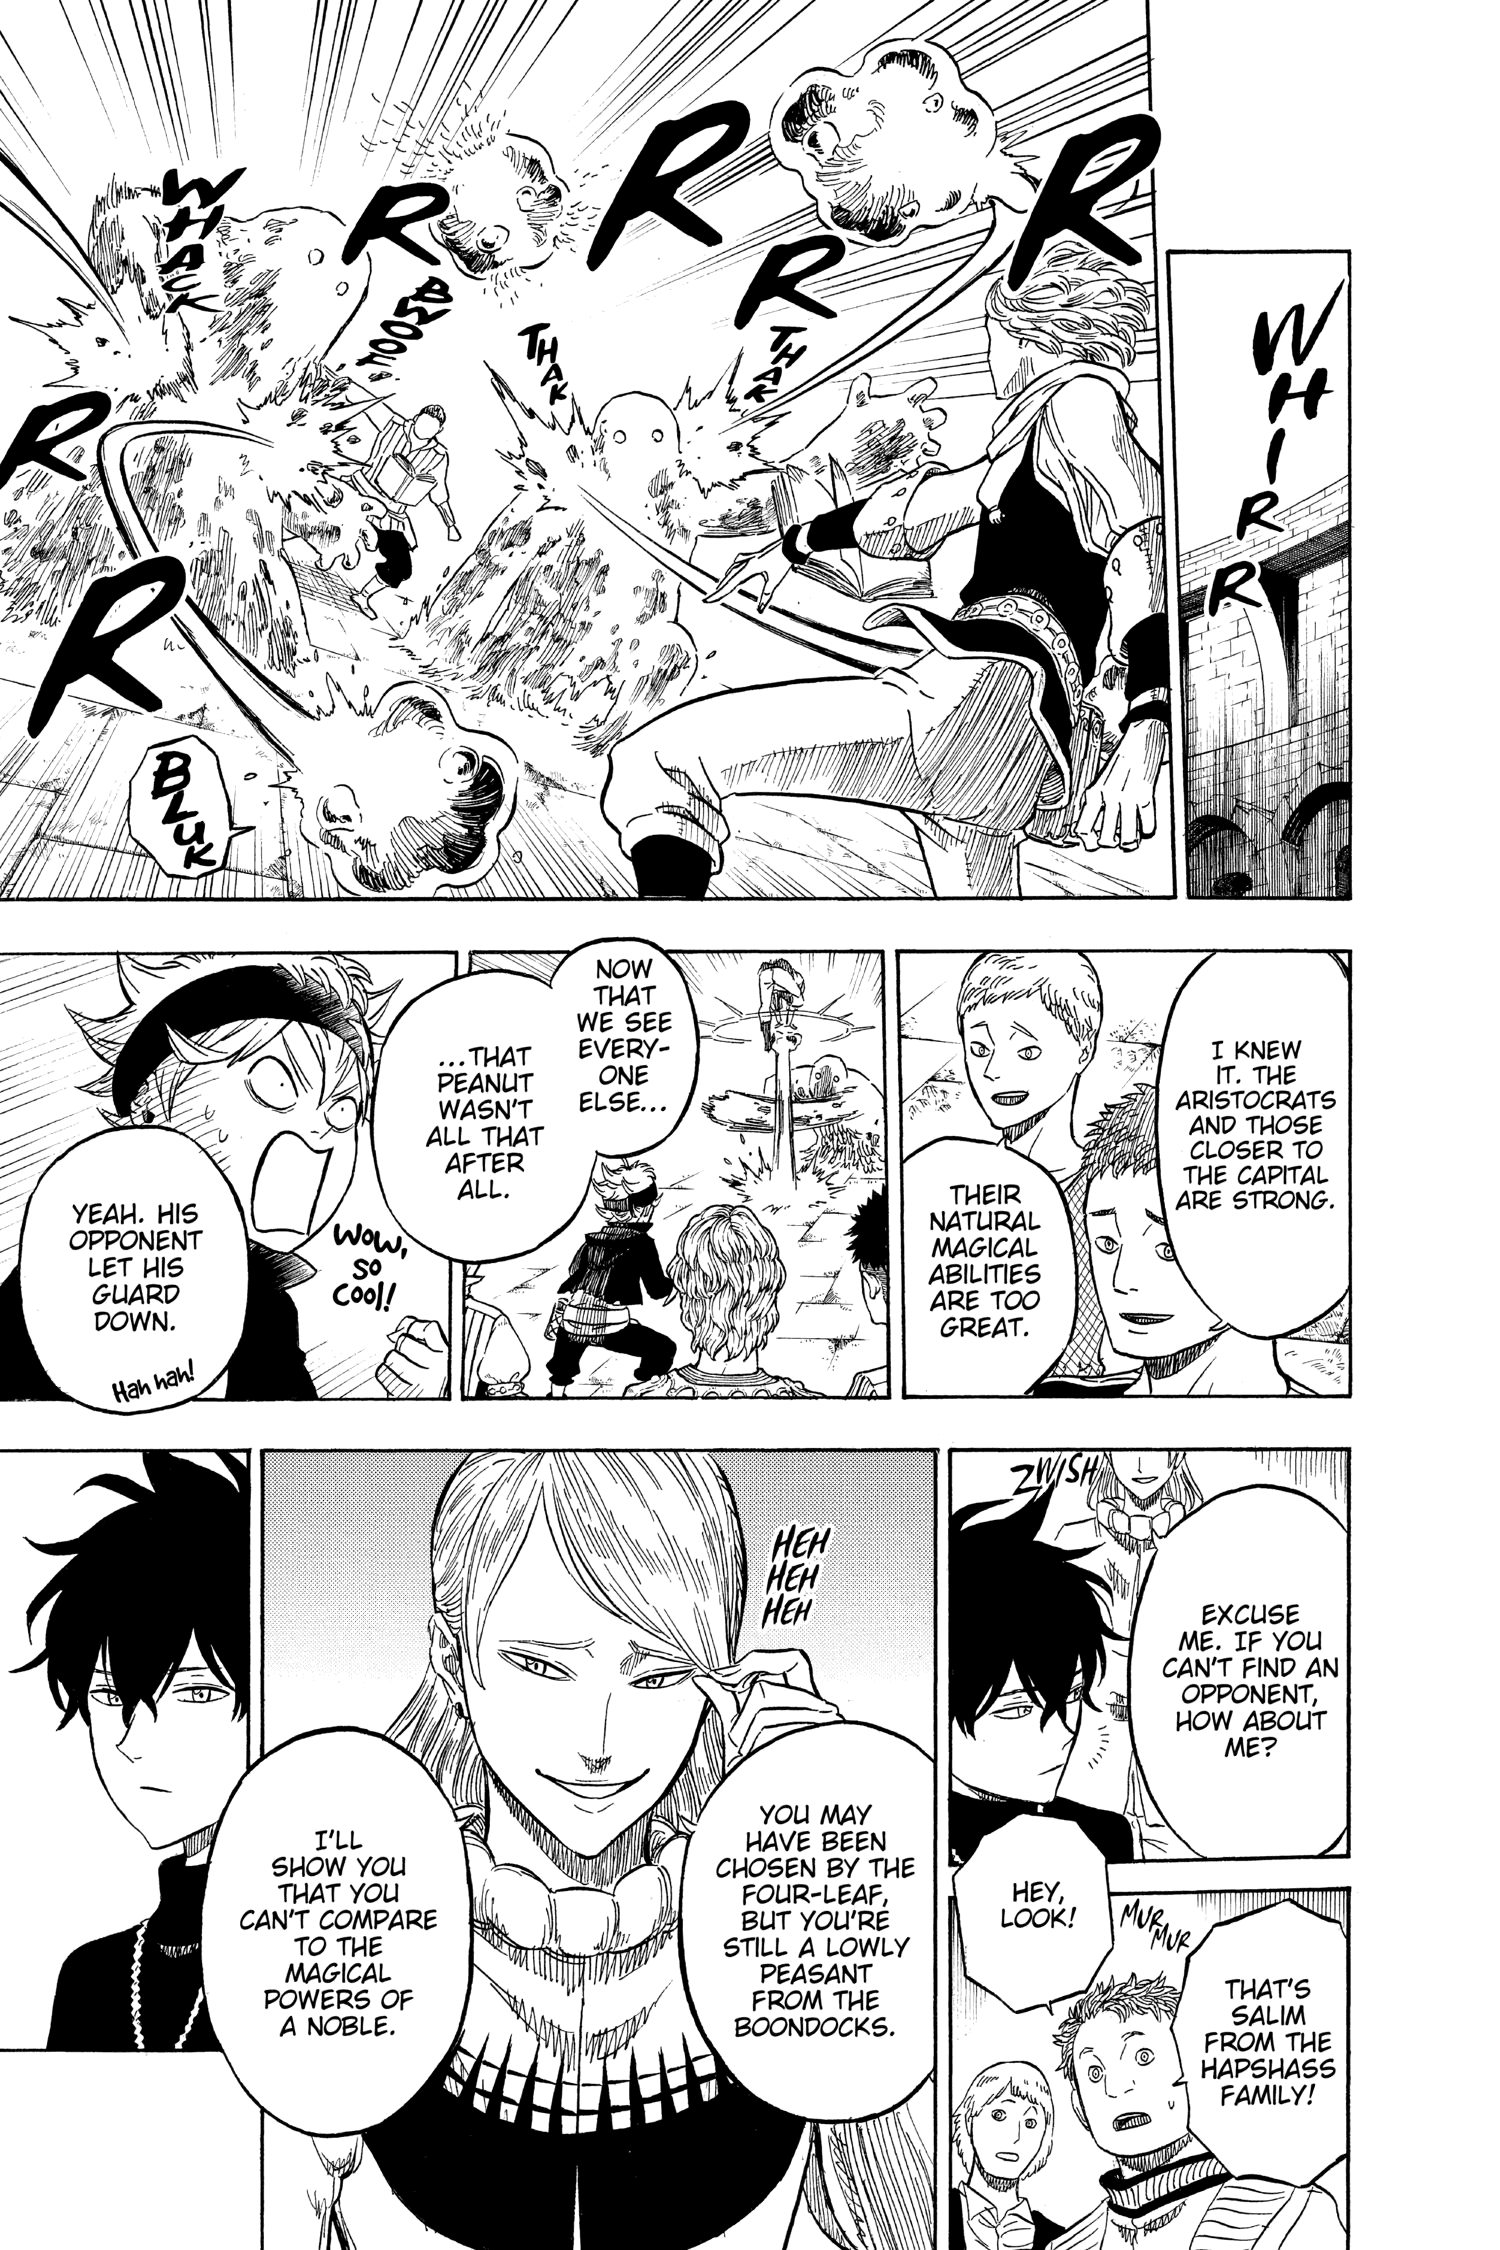 WHIRR
R
R
R
R
R
R
THAK
THAK
BWOOF
WHACK
BLUK
I KNEW
IT. THE
ARISTOCRATS
AND THOSE
CLOSER TO
THE CAPITAL
ARE STRONG.
THEIR
NATURAL
MAGICAL
ABILITIES
ARE TOO
GREAT.
NOW
THAT
WE SEE
EVERY-
ONE
ELSE...
...THAT
PEANUT
WASN'T
ALL THAT
AFTER
ALL.
WOW,
SO
COOL!
YEAH. HIS
OPPONENT
LET HIS
GUARD
DOWN.
Hah hah!
ZWISH
EXCUSE
ME. IF YOU
CAN'T FIND AN
OPPONENT,
HOW ABOUT
ME?
HEY,
LOOK!
MUR
MUR
THAT'S
SALIM
FROM THE
HAPSHASS
FAMILY!
HEH
HEH
HEH
YOU MAY
HAVE BEEN
CHOSEN BY THE
FOUR-LEAF,
BUT YOU'RE
STILL A LOWLY
PEASANT
FROM THE
BOONDOCKS.
I'LL
SHOW YOU
THAT YOU
CAN'T COMPARE
TO THE
MAGICAL
POWERS OF
A NOBLE.